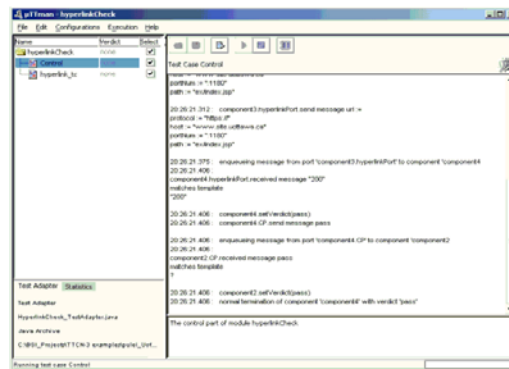 µTTman - hyperlinkCheck
File Edit Configurations Execution Help
Name Verdict Select
hyperlinkCheck none
Control none
hyperlink_tc none
Test Case Control
portNum := ":1180"
path := "ex/index.jsp"
20:26:21.312: component3.hyperlinkPort.send message url :=
protocol := "https://"
host := "www.site.uottawa.ca"
portNum := ":1180"
path := "ex/index.jsp"
20:26:21.375: enqueueing message from port 'component3.hyperlinkPort' to component 'component4
20:26:21.406:
component4.hyperlinkPort.received message "200"
matches template
"200"
20:26:21.406: component4.setVerdict(pass)
20:26:21.406: component4.CP.send message pass
20:26:21.406: enqueueing message from port 'component4.CP' to component 'component2
20:26:21.406:
component2.CP.received message pass
matches template
?
20:26:21.406: component2.setVerdict(pass)
20:26:21.406: normal termination of component 'component4' with verdict 'pass'
Test Adapter Statistics
Test Adapter
HyperlinkCheck_TestAdapter.java
Java Archive
The control part of module hyperlinkCheck
Running test case Control